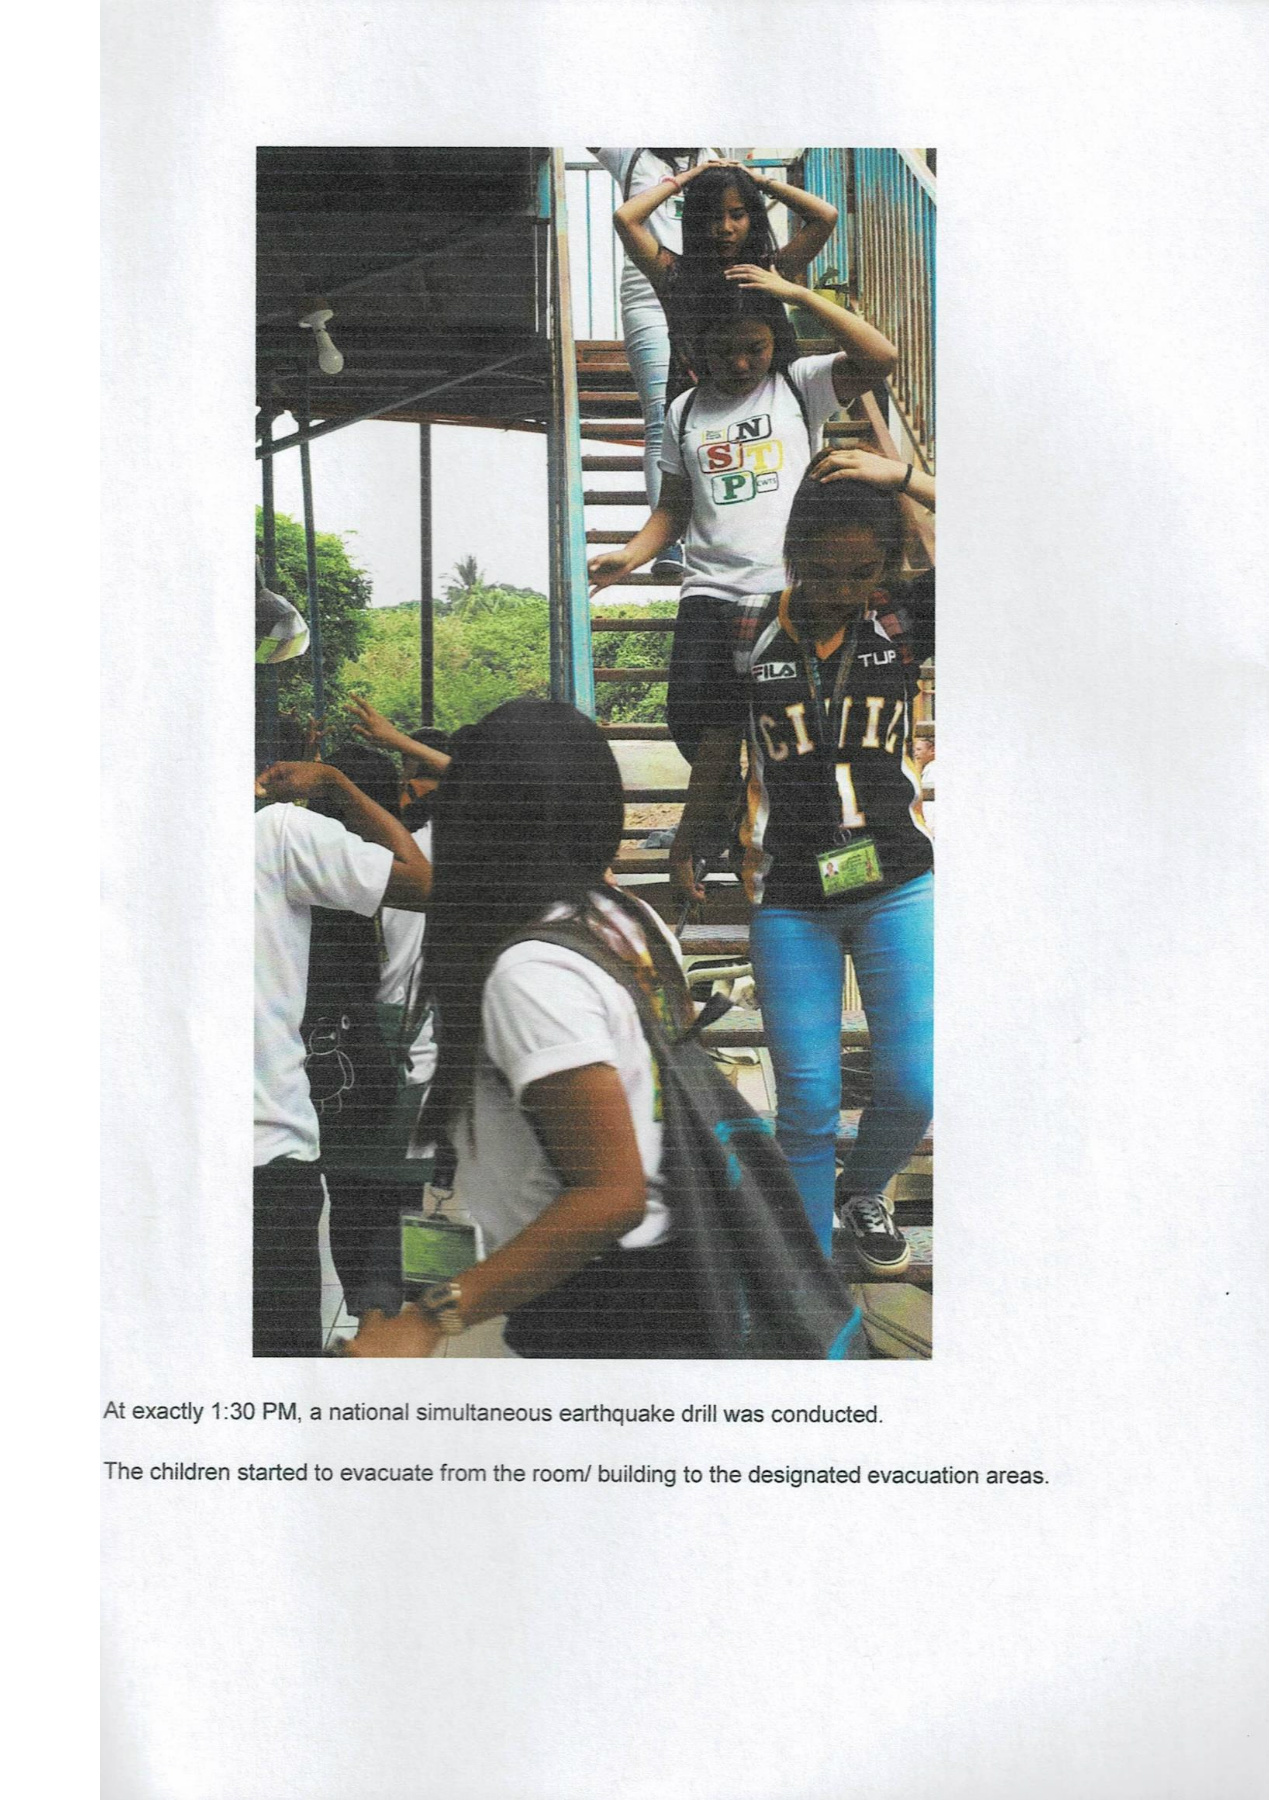 N
S T
P CWTS
FILA TUP
CIVIL
1
At exactly 1:30 PM, a national simultaneous earthquake drill was conducted.
The children started to evacuate from the room/ building to the designated evacuation areas.